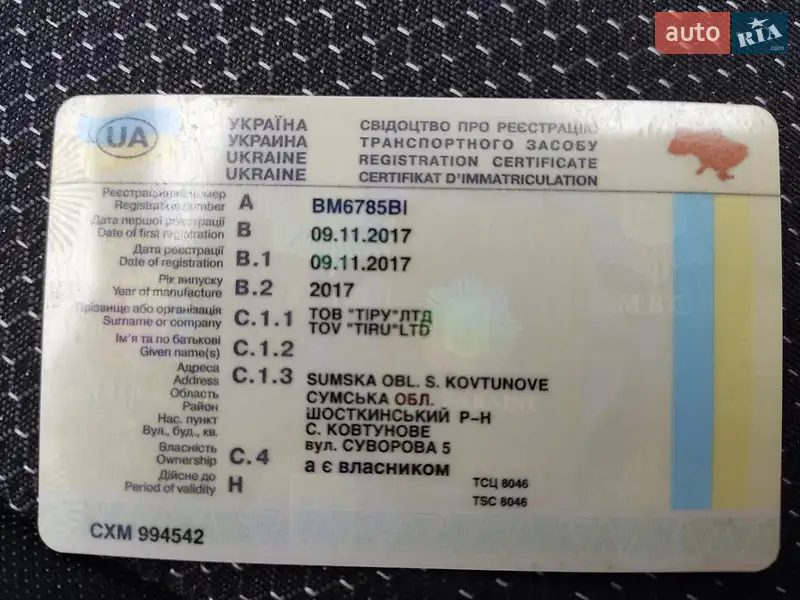 auto RIA .com
UA
УКРАЇНА СВІДОЦТВО ПРО РЕЄСТРАЦІЮ
УКРАИНА ТРАНСПОРТНОГО ЗАСОБУ
UKRAINE REGISTRATION CERTIFICATE
UKRAINE CERTIFIKAT D'IMMATRICULATION
Реєстраційний номер
Registration number A BM6785BI
Дата першої реєстрації
Date of first registration B 09.11.2017
Дата реєстрації
Date of registration B.1 09.11.2017
Рік випуску
Year of manufacture B.2 2017
Прізвище або організація
Surname or company C.1.1 ТОВ "ТІРУ"ЛТД
TOV "TIRU"LTD
Ім'я та по батькові
Given name(s) C.1.2
Адреса
Address C.1.3 SUMSKA OBL. S. KOVTUNOVE
Область СУМСЬКА ОБЛ.
Район ШОСТКИНСЬКИЙ Р-Н
Нас. пункт С. КОВТУНОВЕ
Вул., буд., кв. вул. СУВОРОВА 5
Власність
Ownership C.4 а є власником
Дійсне до
Period of validity H
ТСЦ 8046
TSC 8046
СХМ 994542